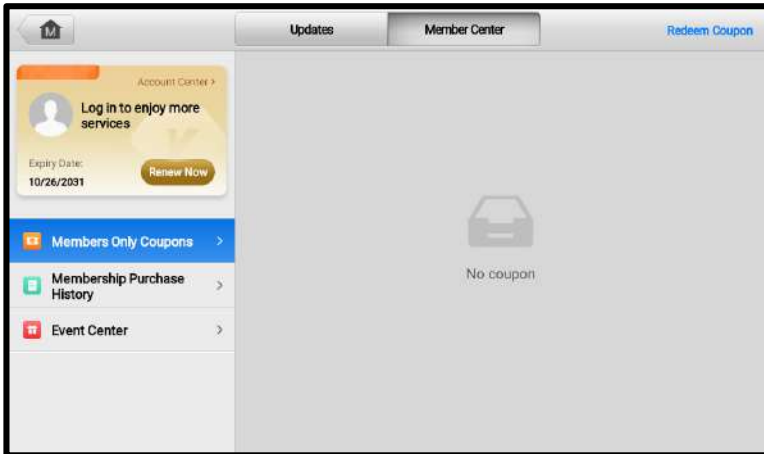 M
Updates
Member Center
Redeem Coupon
Account Center >
Log in to enjoy more
services
Expiry Date:
10/26/2031
Renew Now
Members Only Coupons
Membership Purchase
History
Event Center
No coupon